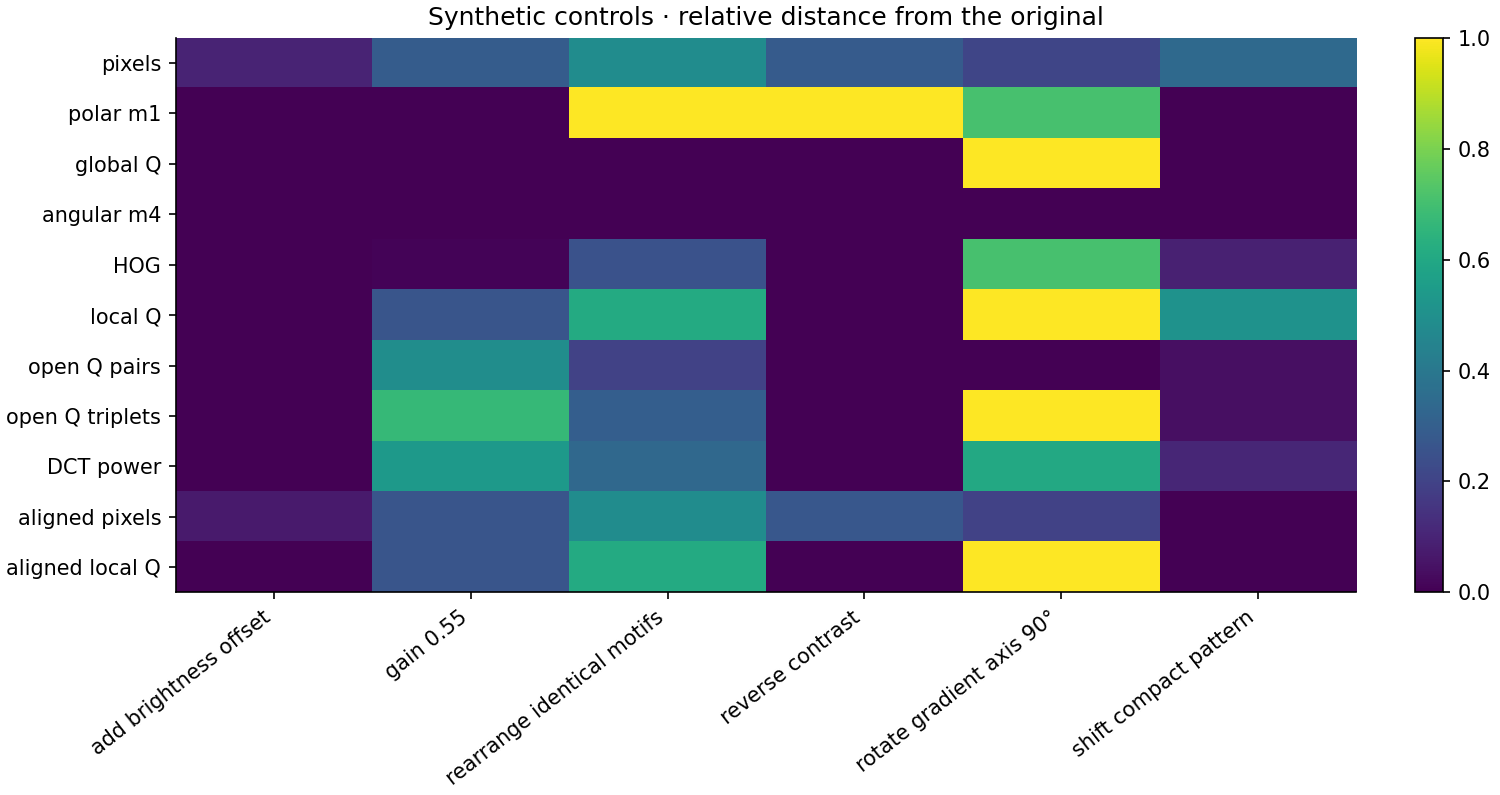 Synthetic controls · relative distance from the original
pixels
polar m1
global Q
angular m4
HOG
local Q
open Q pairs
open Q triplets
DCT power
aligned pixels
aligned local Q
add brightness offset
gain 0.55
rearrange identical motifs
reverse contrast
rotate gradient axis 90°
shift compact pattern
1.0
0.8
0.6
0.4
0.2
0.0